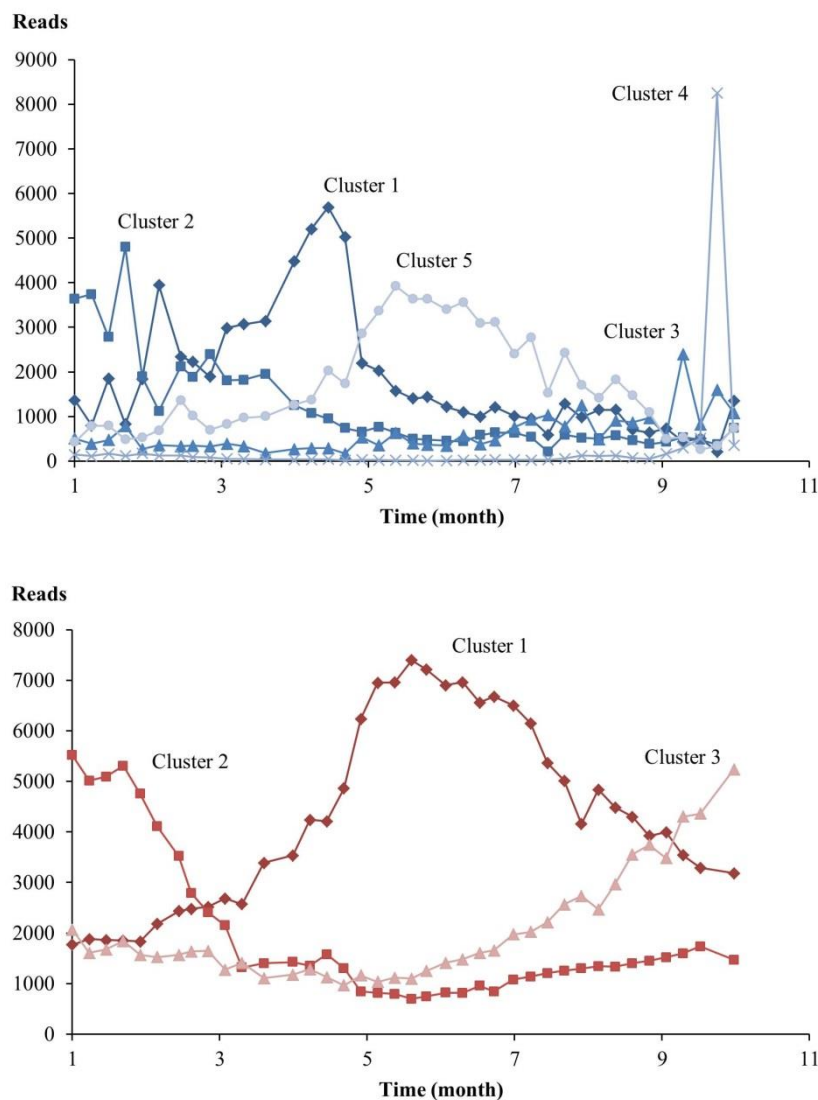 Reads
9000
8000
7000
6000
5000
4000
3000
2000
1000
0
Cluster 4
Cluster 1
Cluster 2
Cluster 5
Cluster 3
1 3 5 7 9 11
Time (month)
Reads
8000
7000
6000
5000
4000
3000
2000
1000
0
Cluster 1
Cluster 2
Cluster 3
1 3 5 7 9 11
Time (month)